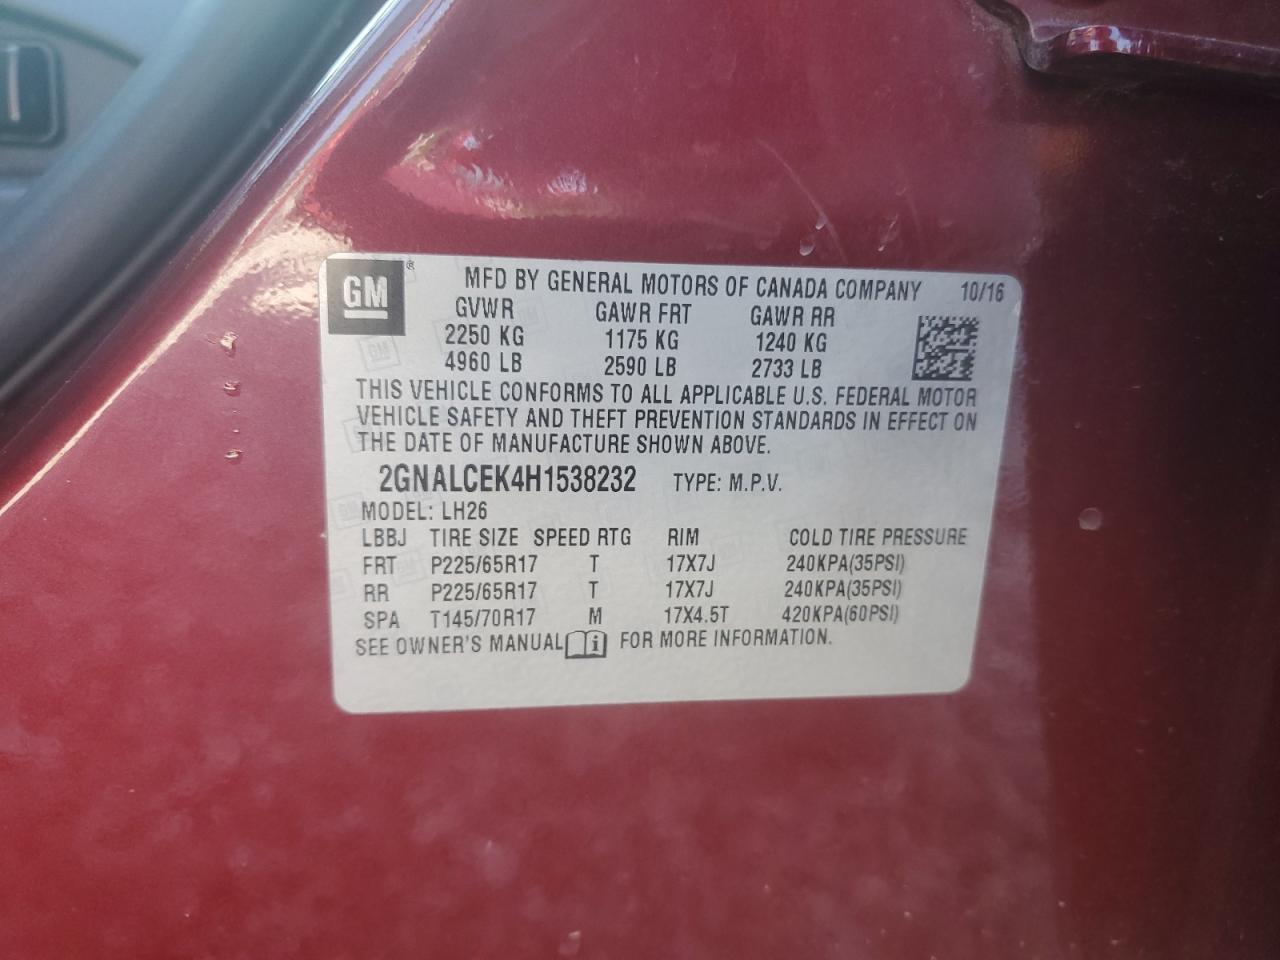 GM ® MFD BY GENERAL MOTORS OF CANADA COMPANY 10/16
GVWR GAWR FRT GAWR RR
2250 KG 1175 KG 1240 KG
4960 LB 2590 LB 2733 LB
THIS VEHICLE CONFORMS TO ALL APPLICABLE U.S. FEDERAL MOTOR
VEHICLE SAFETY AND THEFT PREVENTION STANDARDS IN EFFECT ON
THE DATE OF MANUFACTURE SHOWN ABOVE.
2GNALCEK4H1538232 TYPE: M.P.V.
MODEL: LH26
LBBJ TIRE SIZE SPEED RTG RIM COLD TIRE PRESSURE
FRT P225/65R17 T 17X7J 240KPA(35PSI)
RR P225/65R17 T 17X7J 240KPA(35PSI)
SPA T145/70R17 M 17X4.5T 420KPA(60PSI)
SEE OWNER'S MANUAL i FOR MORE INFORMATION.